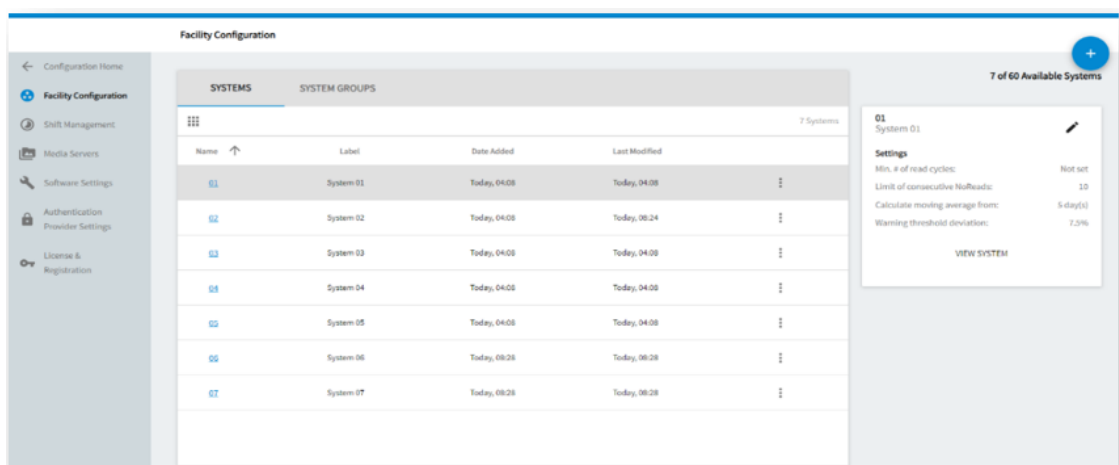 Facility Configuration
Configuration Home
Facility Configuration
Shift Management
Media Servers
Software Settings
Authentication
Provider Settings
License &
Registration
SYSTEMS SYSTEM GROUPS
7 Systems
Name Label Date Added Last Modified
01 System 01 Today, 04:08 Today, 04:08
02 System 02 Today, 04:08 Today, 08:24
03 System 03 Today, 04:08 Today, 04:08
04 System 04 Today, 04:08 Today, 04:08
05 System 05 Today, 04:08 Today, 04:08
06 System 06 Today, 08:28 Today, 08:28
07 System 07 Today, 08:28 Today, 08:28
+
7 of 60 Available Systems
01
System 01
Settings
Min. # of read cycles: Not set
Limit of consecutive NoReads: 10
Calculate moving average from: 5 day(s)
Warning threshold deviation: 7.5%
VIEW SYSTEM